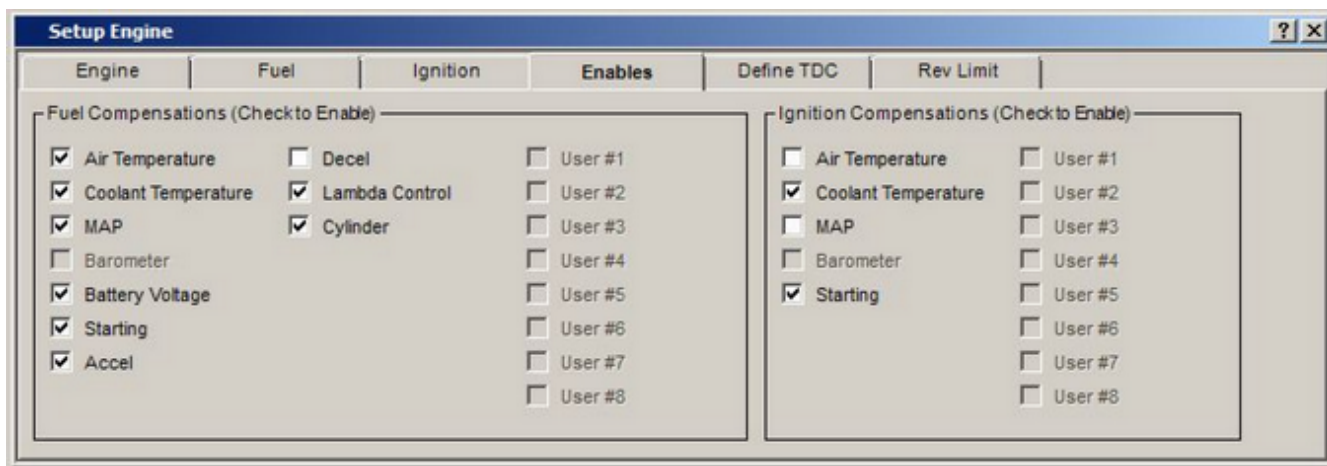 Setup Engine
Engine Fuel Ignition Enables Define TDC Rev Limit
Fuel Compensations (Check to Enable)
Air Temperature Decel User #1
Coolant Temperature Lambda Control User #2
MAP Cylinder User #3
Barometer User #4
Battery Voltage User #5
Starting User #6
Accel User #7
User #8
Ignition Compensations (Check to Enable)
Air Temperature User #1
Coolant Temperature User #2
MAP User #3
Barometer User #4
Starting User #5
User #6
User #7
User #8